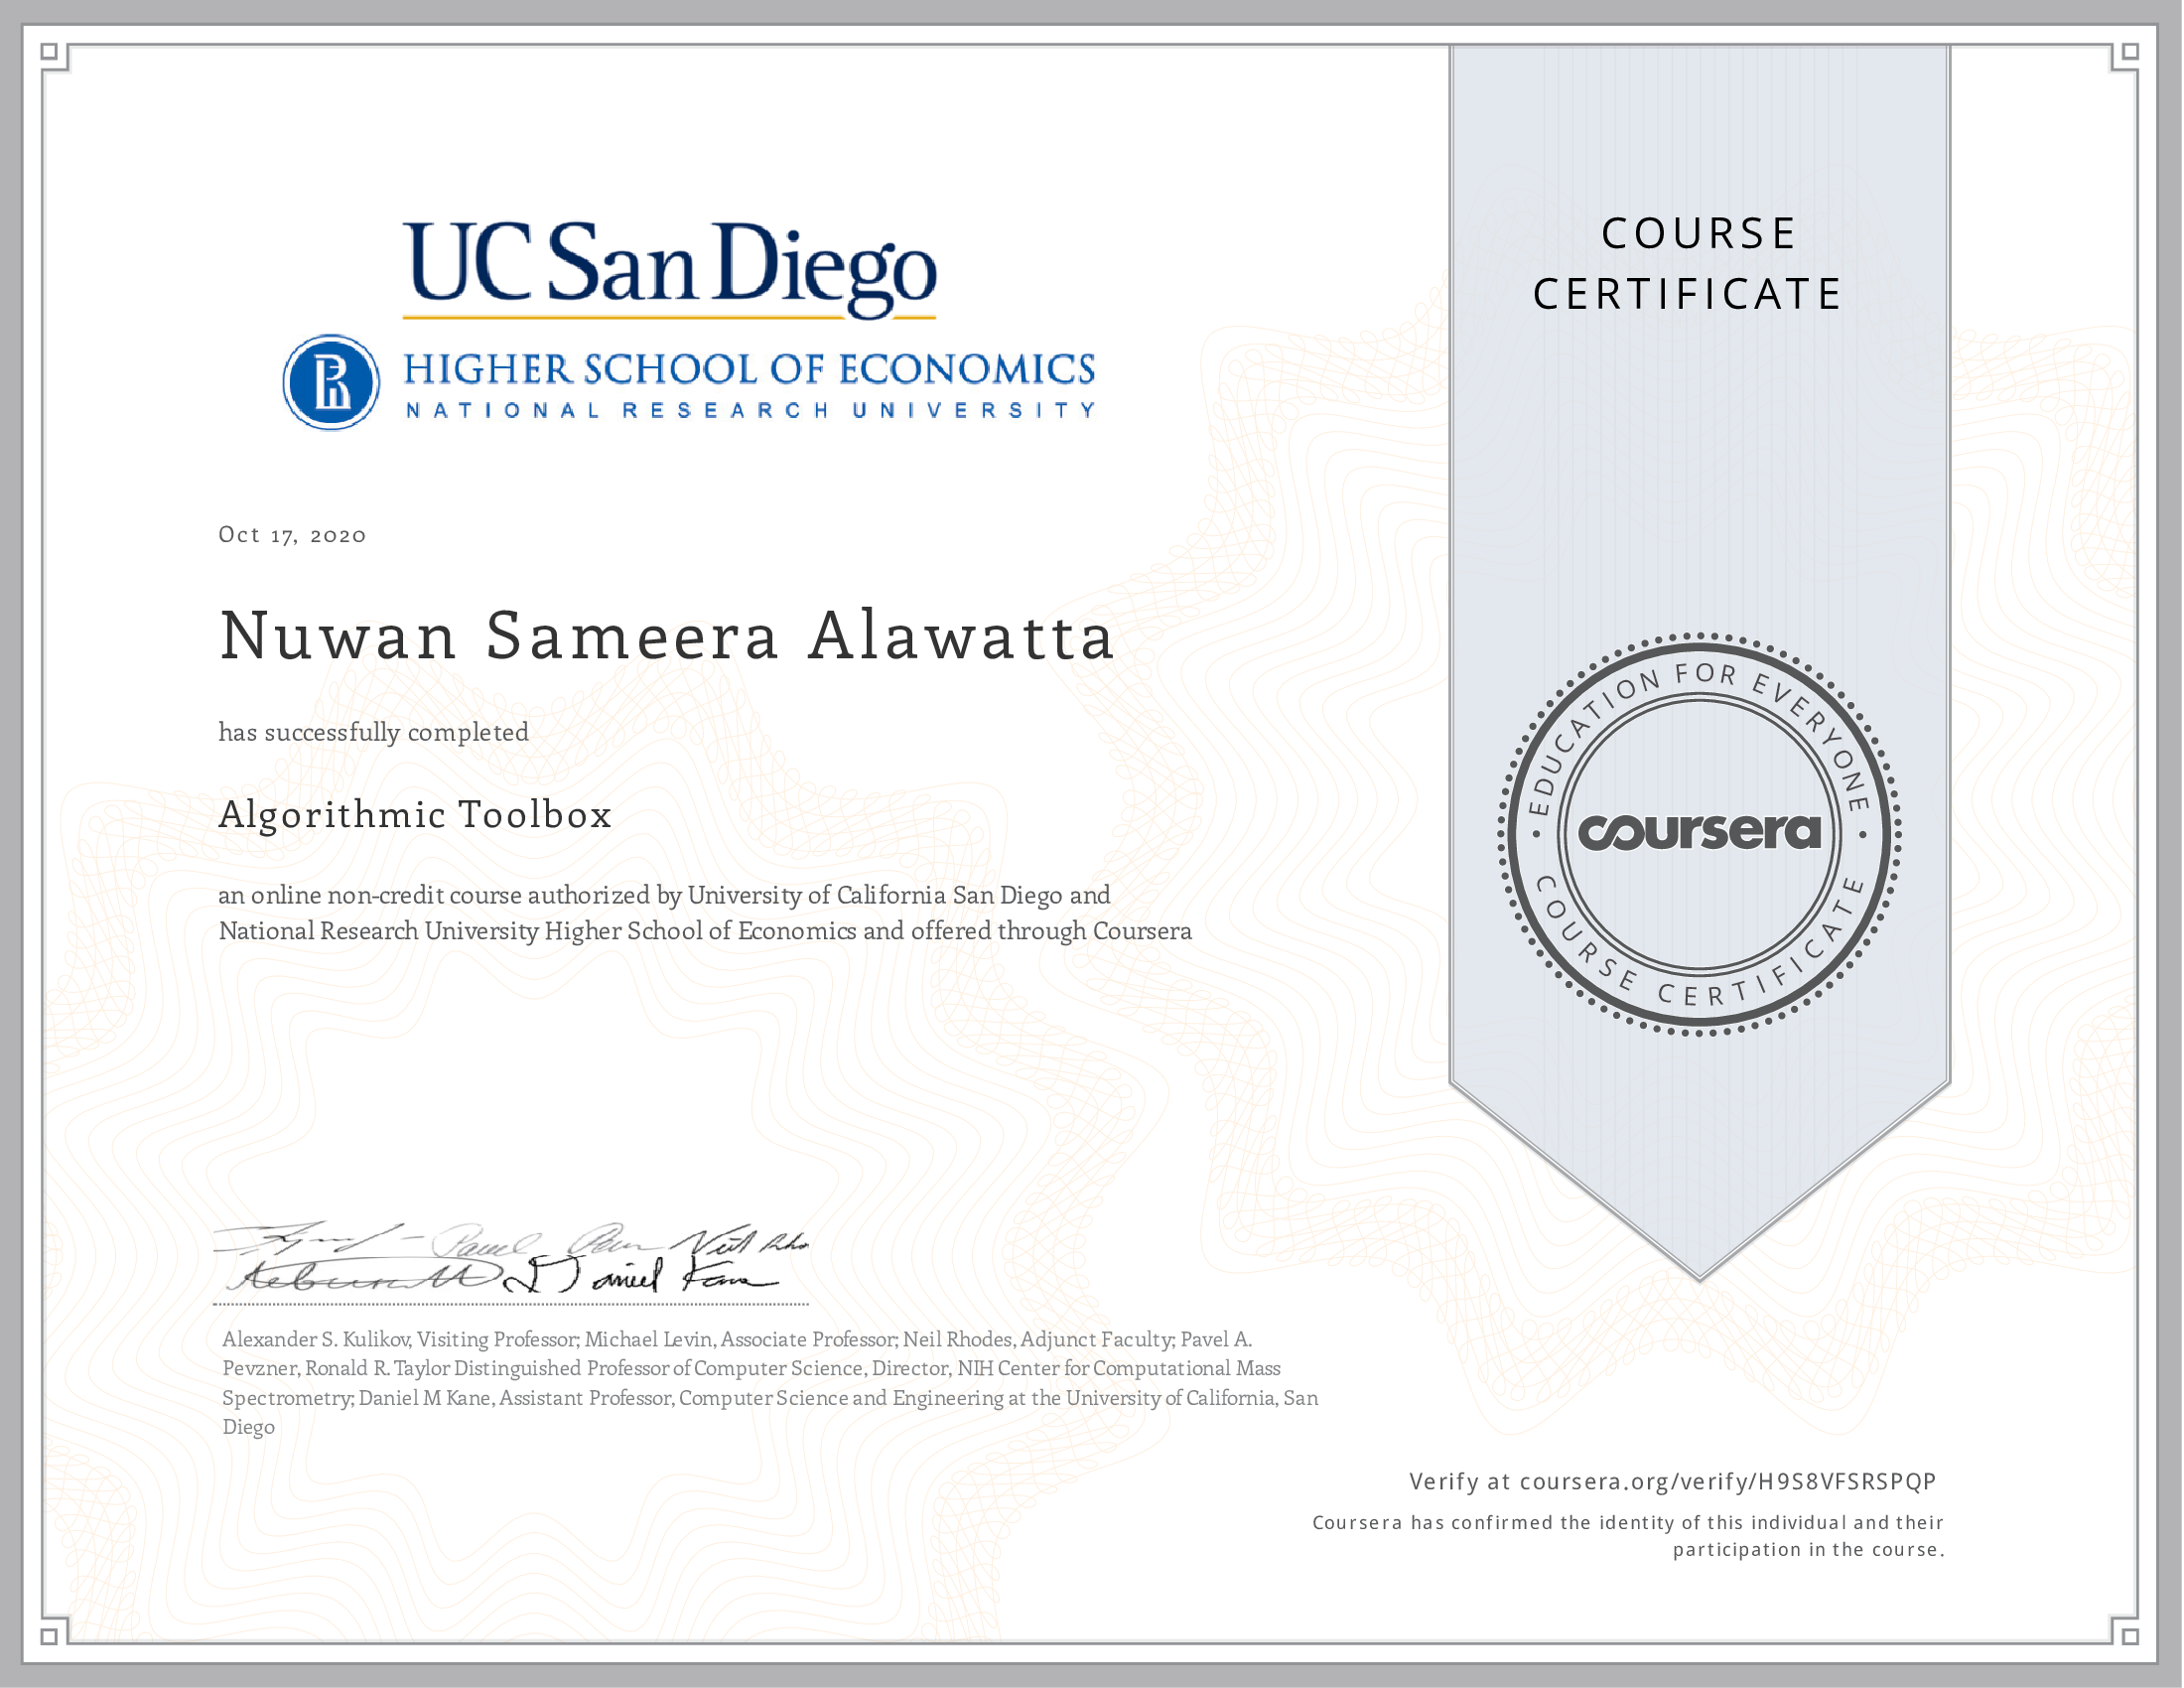 UC San Diego
HIGHER SCHOOL OF ECONOMICS
NATIONAL RESEARCH UNIVERSITY
COURSE
CERTIFICATE
Oct 17, 2020
Nuwan Sameera Alawatta
has successfully completed
Algorithmic Toolbox
an online non-credit course authorized by University of California San Diego and
National Research University Higher School of Economics and offered through Coursera
EDUCATION FOR EVERYONE
coursera
COURSE CERTIFICATE
Daniel Kane
Alexander S. Kulikov, Visiting Professor; Michael Levin, Associate Professor; Neil Rhodes, Adjunct Faculty; Pavel A.
Pevzner, Ronald R. Taylor Distinguished Professor of Computer Science, Director, NIH Center for Computational Mass
Spectrometry; Daniel M Kane, Assistant Professor, Computer Science and Engineering at the University of California, San
Diego
Verify at coursera.org/verify/H9S8VFSRSPQP
Coursera has confirmed the identity of this individual and their
participation in the course.